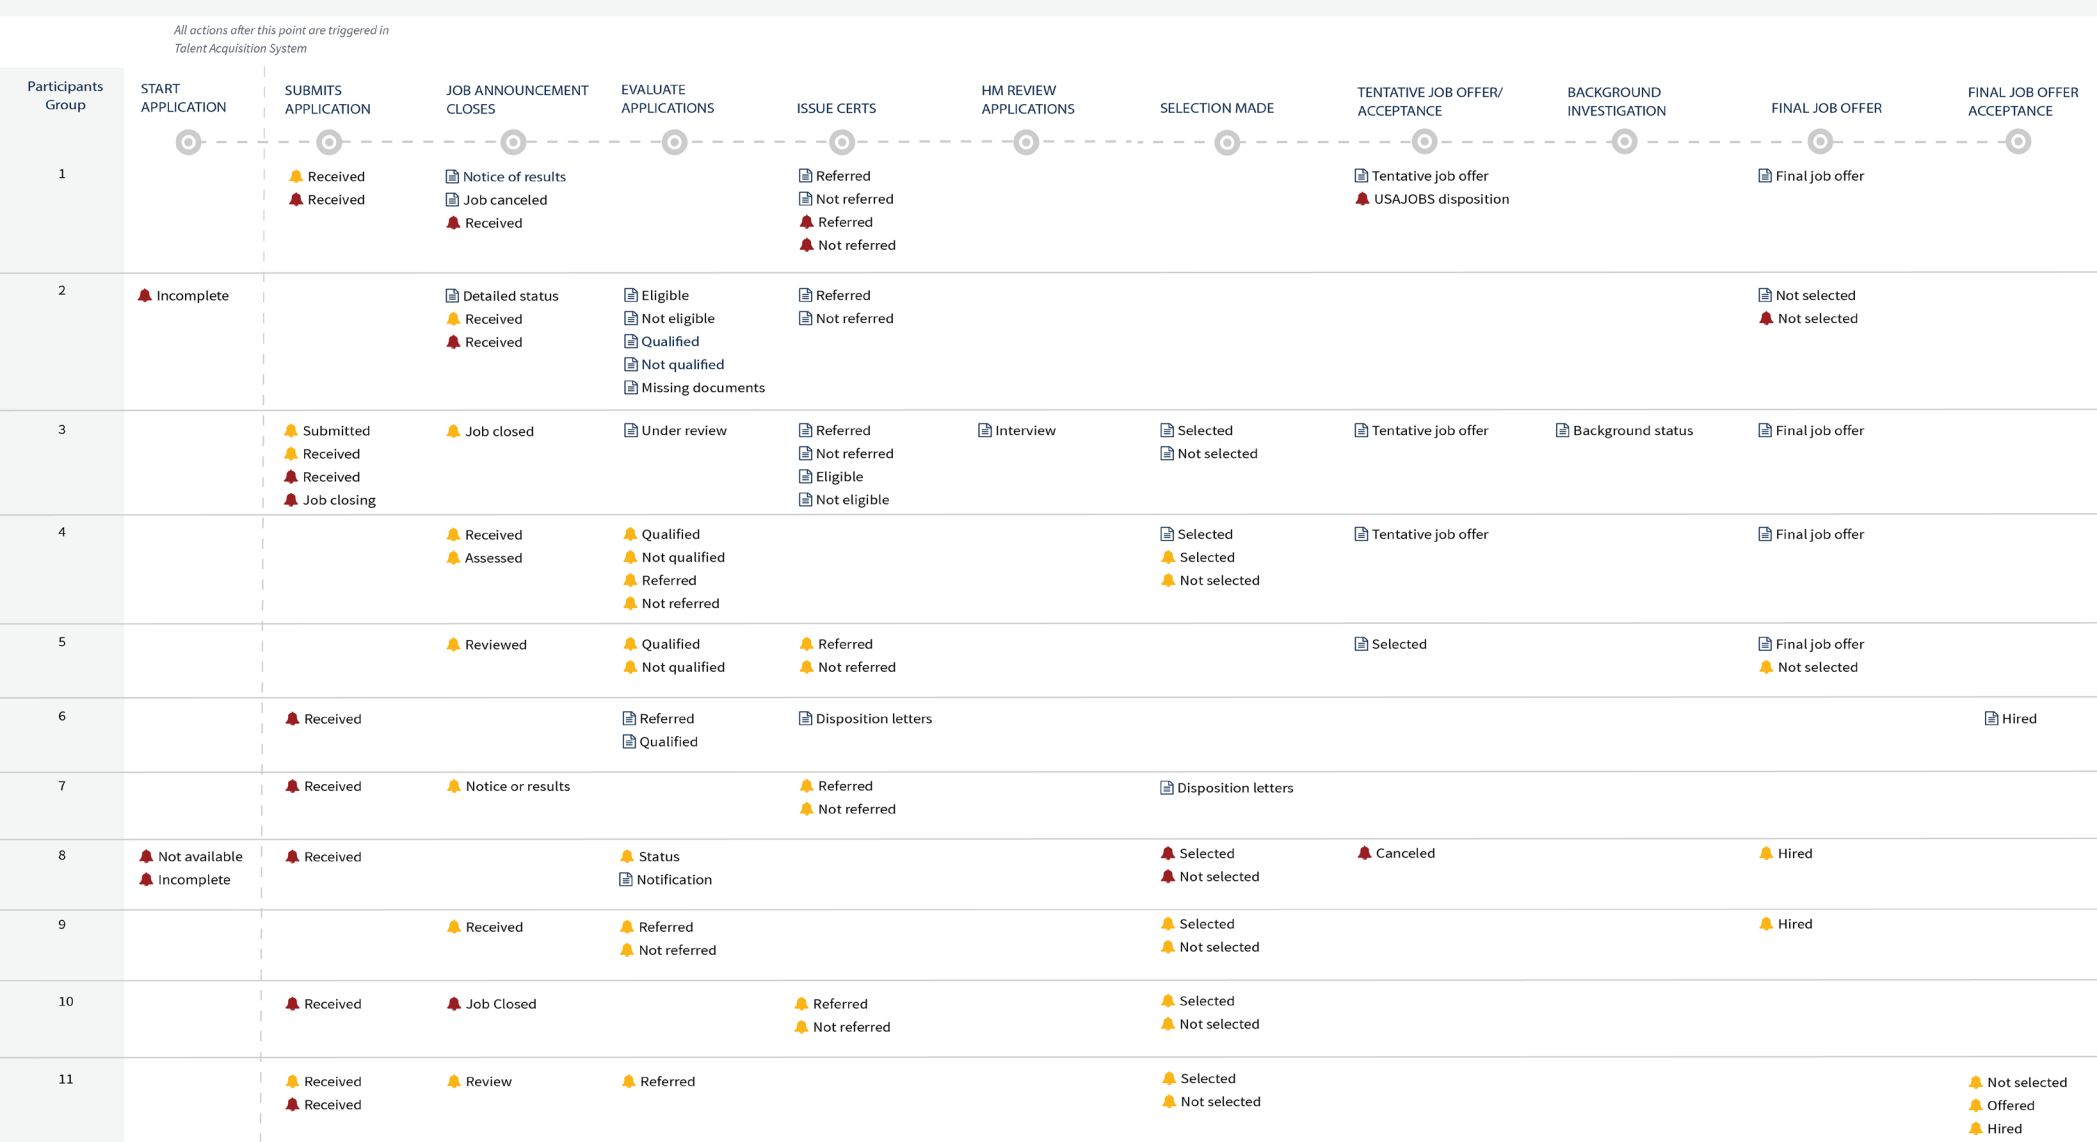 All actions after this point are triggered in
Talent Acquisition System
Participants
Group
START
APPLICATION
SUBMITS
APPLICATION
JOB ANNOUNCEMENT
CLOSES
EVALUATE
APPLICATIONS
ISSUE CERTS
HM REVIEW
APPLICATIONS
SELECTION MADE
TENTATIVE JOB OFFER/
ACCEPTANCE
BACKGROUND
INVESTIGATION
FINAL JOB OFFER
FINAL JOB OFFER
ACCEPTANCE
1
Received
Received
Notice of results
Job canceled
Received
Referred
Not referred
Referred
Not referred
Tentative job offer
USAJOBS disposition
Final job offer
2
Incomplete
Detailed status
Received
Received
Eligible
Not eligible
Qualified
Not qualified
Missing documents
Referred
Not referred
Not selected
Not selected
3
Submitted
Received
Received
Job closing
Job closed
Under review
Referred
Not referred
Eligible
Not eligible
Interview
Selected
Not selected
Tentative job offer
Background status
Final job offer
4
Received
Assessed
Qualified
Not qualified
Referred
Not referred
Selected
Selected
Not selected
Tentative job offer
Final job offer
5
Reviewed
Qualified
Not qualified
Referred
Not referred
Selected
Final job offer
Not selected
6
Received
Referred
Qualified
Disposition letters
Hired
7
Received
Notice or results
Referred
Not referred
Disposition letters
8
Not available
Incomplete
Received
Status
Notification
Selected
Not selected
Canceled
Hired
9
Received
Referred
Not referred
Selected
Not selected
Hired
10
Received
Job Closed
Referred
Not referred
Selected
Not selected
11
Received
Received
Review
Referred
Selected
Not selected
Not selected
Offered
Hired